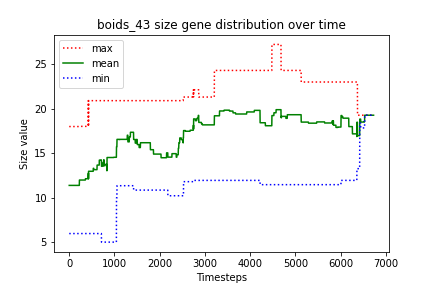 boids_43 size gene distribution over time
max
mean
min
Size value
25
20
15
10
5
0 1000 2000 3000 4000 5000 6000 7000
Timesteps